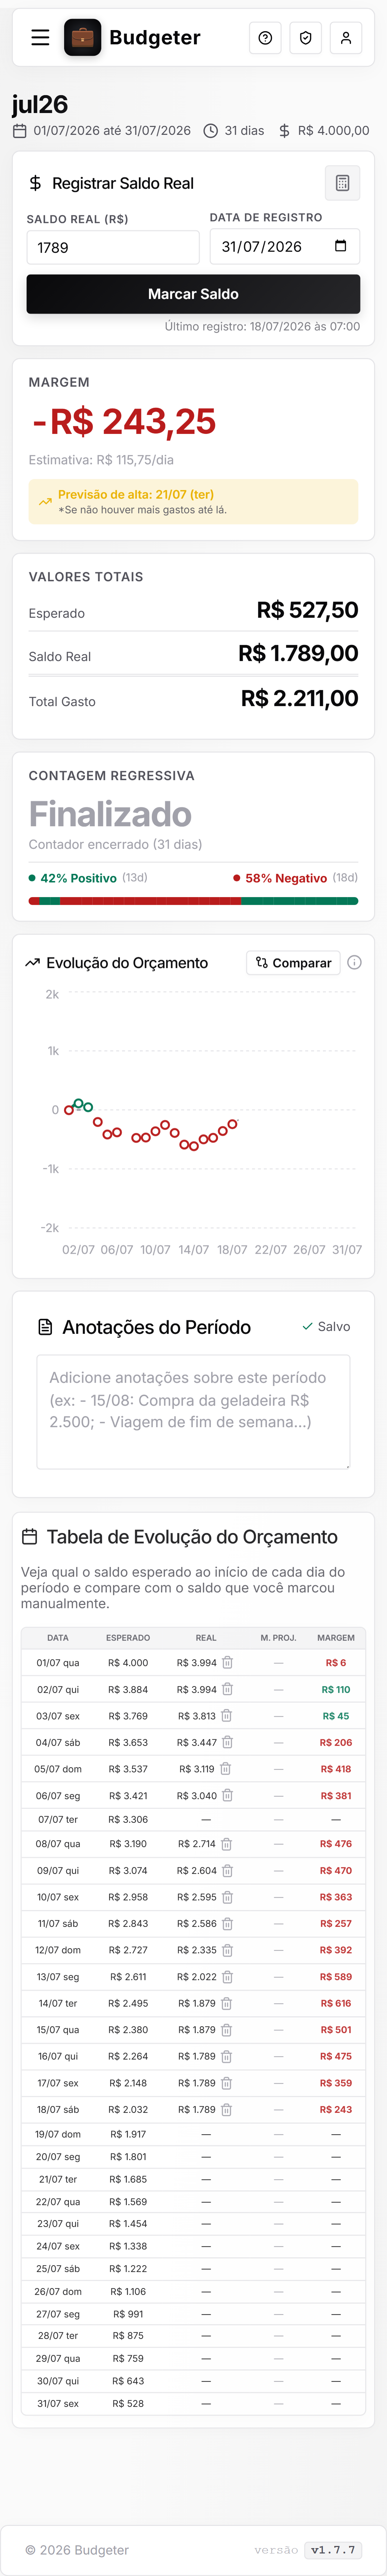 Budgeter
jul26
01/07/2026 até 31/07/2026 31 dias R$ 4.000,00
Registrar Saldo Real
SALDO REAL (R$) DATA DE REGISTRO
1789 31/07/2026
Marcar Saldo
Último registro: 18/07/2026 às 07:00
MARGEM
-R$ 243,25
Estimativa: R$ 115,75/dia
Previsão de alta: 21/07 (ter)
*Se não houver mais gastos até lá.
VALORES TOTAIS
Esperado R$ 527,50
Saldo Real R$ 1.789,00
Total Gasto R$ 2.211,00
CONTAGEM REGRESSIVA
Finalizado
Contador encerrado (31 dias)
42% Positivo (13d) 58% Negativo (18d)
Evolução do Orçamento Comparar
2k
1k
0
-1k
-2k
02/07 06/07 10/07 14/07 18/07 22/07 26/07 31/07
Anotações do Período Salvo
Adicione anotações sobre este período
(ex: - 15/08: Compra da geladeira R$
2.500; - Viagem de fim de semana...)
Tabela de Evolução do Orçamento
Veja qual o saldo esperado ao início de cada dia do
período e compare com o saldo que você marcou
manualmente.
DATA ESPERADO REAL M. PROJ. MARGEM
01/07 qua R$ 4.000 R$ 3.994 — R$ 6
02/07 qui R$ 3.884 R$ 3.994 — R$ 110
03/07 sex R$ 3.769 R$ 3.813 — R$ 45
04/07 sáb R$ 3.653 R$ 3.447 — R$ 206
05/07 dom R$ 3.537 R$ 3.119 — R$ 418
06/07 seg R$ 3.421 R$ 3.040 — R$ 381
07/07 ter R$ 3.306 — — —
08/07 qua R$ 3.190 R$ 2.714 — R$ 476
09/07 qui R$ 3.074 R$ 2.604 — R$ 470
10/07 sex R$ 2.958 R$ 2.595 — R$ 363
11/07 sáb R$ 2.843 R$ 2.586 — R$ 257
12/07 dom R$ 2.727 R$ 2.335 — R$ 392
13/07 seg R$ 2.611 R$ 2.022 — R$ 589
14/07 ter R$ 2.495 R$ 1.879 — R$ 616
15/07 qua R$ 2.380 R$ 1.879 — R$ 501
16/07 qui R$ 2.264 R$ 1.789 — R$ 475
17/07 sex R$ 2.148 R$ 1.789 — R$ 359
18/07 sáb R$ 2.032 R$ 1.789 — R$ 243
19/07 dom R$ 1.917 — — —
20/07 seg R$ 1.801 — — —
21/07 ter R$ 1.685 — — —
22/07 qua R$ 1.569 — — —
23/07 qui R$ 1.454 — — —
24/07 sex R$ 1.338 — — —
25/07 sáb R$ 1.222 — — —
26/07 dom R$ 1.106 — — —
27/07 seg R$ 991 — — —
28/07 ter R$ 875 — — —
29/07 qua R$ 759 — — —
30/07 qui R$ 643 — — —
31/07 sex R$ 528 — — —
© 2026 Budgeter versão v1.7.7